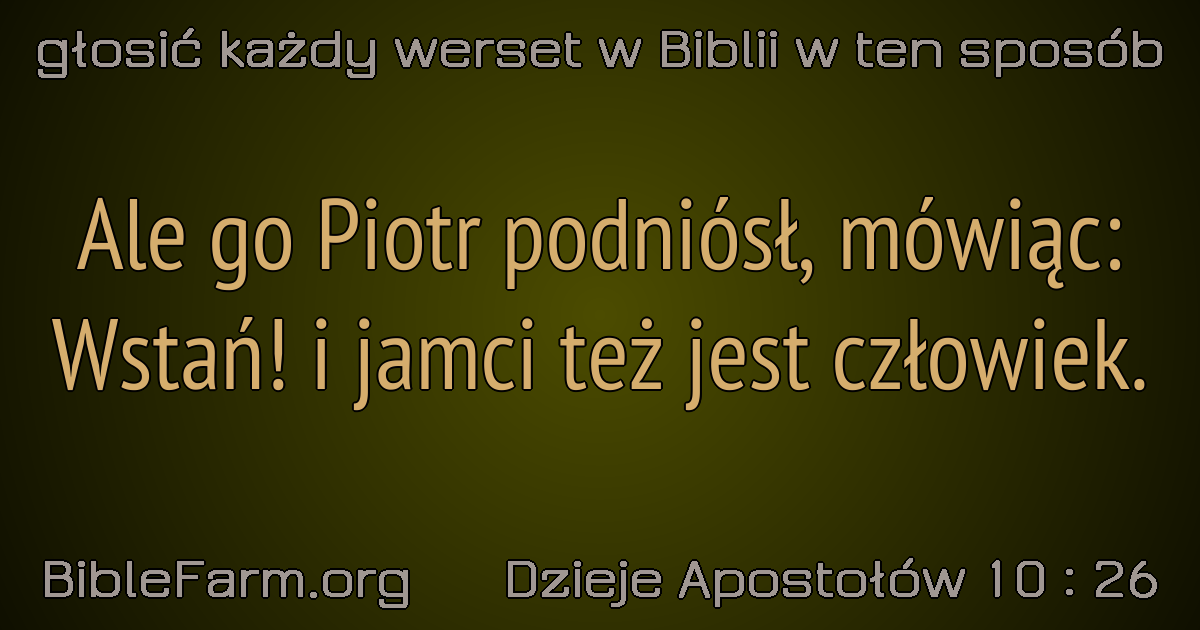 głosić każdy werset w Biblii w ten sposób
Ale go Piotr podniósł, mówiąc:
Wstań! i jamci też jest człowiek.
BibleFarm.org Dzieje Apostołów 10 : 26